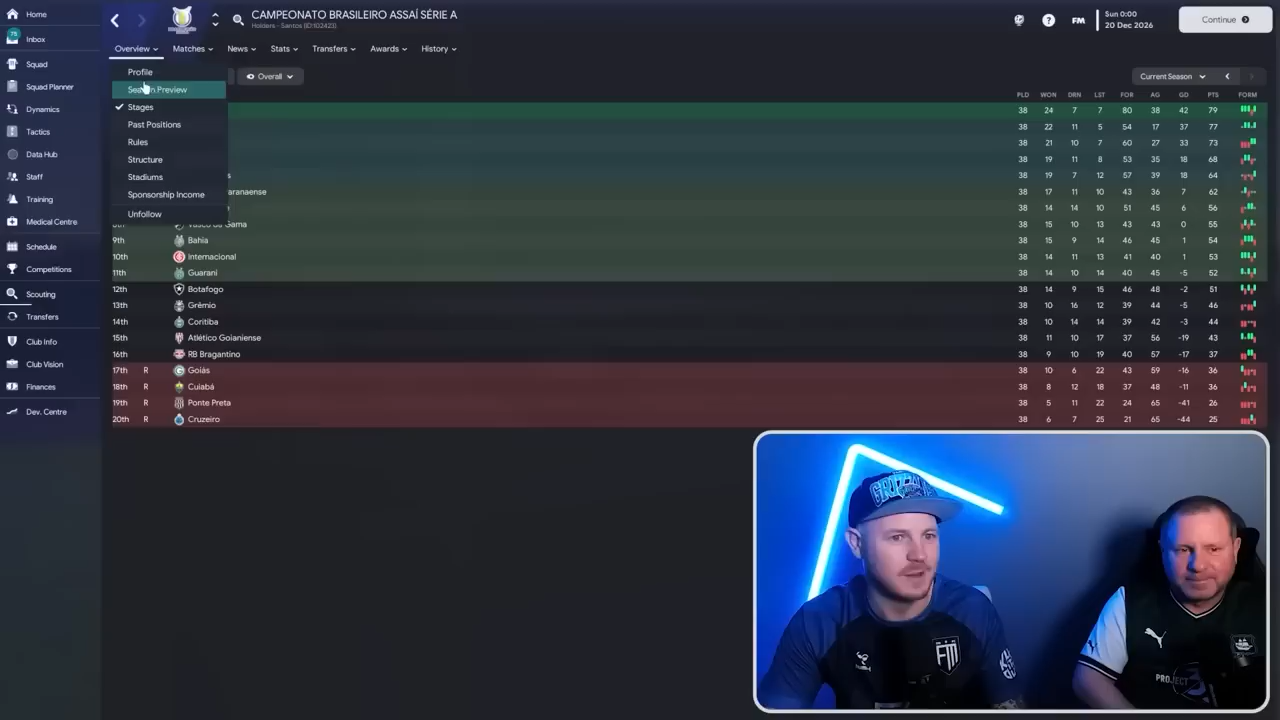 Home
CAMPEONATO BRASILEIRO ASSAÍ SÉRIE A
Holders - Santos (ID:102423)
? FM Sun 0:00
20 Dec 2026
Continue
75
Inbox
Overview Matches News Stats Transfers Awards History
Squad
Squad Planner
Dynamics
Tactics
Data Hub
Staff
Training
Medical Centre
Schedule
Competitions
Scouting
Transfers
Club Info
Club Vision
Finances
Dev. Centre
Profile
Season Preview
Stages
Past Positions
Rules
Structure
Stadiums
Sponsorship Income
Unfollow
Overall
Current Season
PLD WON DRN LST FOR AG GD PTS FORM
38 24 7 7 80 38 42 79
38 22 11 5 54 17 37 77
38 21 10 7 60 27 33 73
38 19 11 8 53 35 18 68
s 38 19 7 12 57 39 18 64
aranaense 38 17 11 10 43 36 7 62
38 14 14 10 51 45 6 56
8th Vasco da Gama 38 15 10 13 43 43 0 55
9th Bahia 38 15 9 14 46 45 1 54
10th Internacional 38 14 11 13 41 40 1 53
11th Guarani 38 14 10 14 40 45 -5 52
12th Botafogo 38 14 9 15 46 48 -2 51
13th Grêmio 38 10 16 12 39 44 -5 46
14th Coritiba 38 10 14 14 39 42 -3 44
15th Atlético Goianiense 38 11 10 17 37 56 -19 43
16th RB Bragantino 38 9 10 19 40 57 -17 37
17th R Goiás 38 10 6 22 43 59 -16 36
18th R Cuiabá 38 8 12 18 37 48 -11 36
19th R Ponte Preta 38 5 11 22 24 65 -41 26
20th R Cruzeiro 38 6 7 25 21 65 -44 25
FM
PROJECT
3